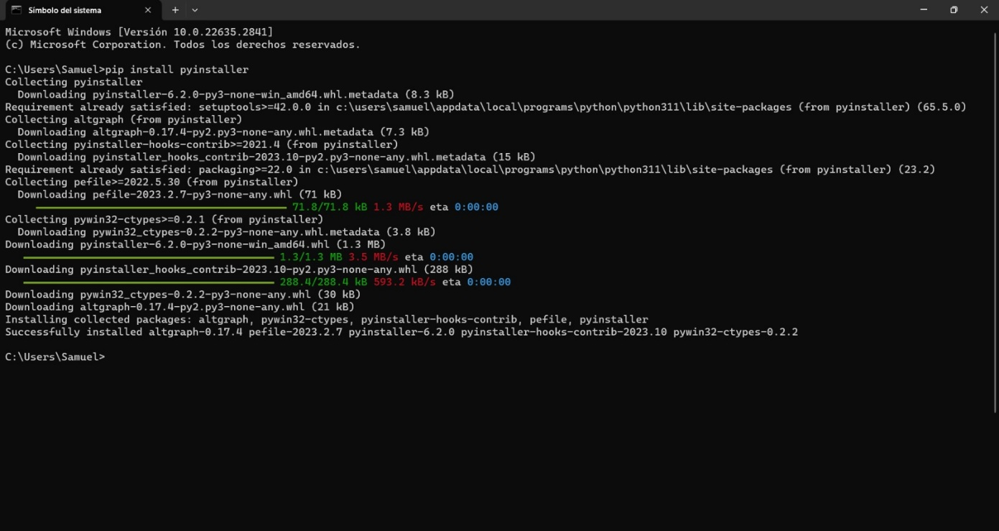 Símbolo del sistema
Microsoft Windows [Versión 10.0.22635.2841]
(c) Microsoft Corporation. Todos los derechos reservados.
C:\Users\Samuel>pip install pyinstaller
Collecting pyinstaller
Downloading pyinstaller-6.2.0-py3-none-win_amd64.whl.metadata (8.3 kB)
Requirement already satisfied: setuptools>=42.0.0 in c:\users\samuel\appdata\local\programs\python\python311\lib\site-packages (from pyinstaller) (65.5.0)
Collecting altgraph (from pyinstaller)
Downloading altgraph-0.17.4-py2.py3-none-any.whl.metadata (7.3 kB)
Collecting pyinstaller-hooks-contrib>=2021.4 (from pyinstaller)
Downloading pyinstaller_hooks_contrib-2023.10-py2.py3-none-any.whl.metadata (15 kB)
Requirement already satisfied: packaging>=22.0 in c:\users\samuel\appdata\local\programs\python\python311\lib\site-packages (from pyinstaller) (23.2)
Collecting pefile>=2022.5.30 (from pyinstaller)
Downloading pefile-2023.2.7-py3-none-any.whl (71 kB)
71.8/71.8 kB 1.3 MB/s eta 0:00:00
Collecting pywin32-ctypes>=0.2.1 (from pyinstaller)
Downloading pywin32_ctypes-0.2.2-py3-none-any.whl.metadata (3.8 kB)
Downloading pyinstaller-6.2.0-py3-none-win_amd64.whl (1.3 MB)
1.3/1.3 MB 3.5 MB/s eta 0:00:00
Downloading pyinstaller_hooks_contrib-2023.10-py2.py3-none-any.whl (288 kB)
288.4/288.4 kB 593.2 kB/s eta 0:00:00
Downloading pywin32_ctypes-0.2.2-py3-none-any.whl (30 kB)
Downloading altgraph-0.17.4-py2.py3-none-any.whl (21 kB)
Installing collected packages: altgraph, pywin32-ctypes, pyinstaller-hooks-contrib, pefile, pyinstaller
Successfully installed altgraph-0.17.4 pefile-2023.2.7 pyinstaller-6.2.0 pyinstaller-hooks-contrib-2023.10 pywin32-ctypes-0.2.2
C:\Users\Samuel>